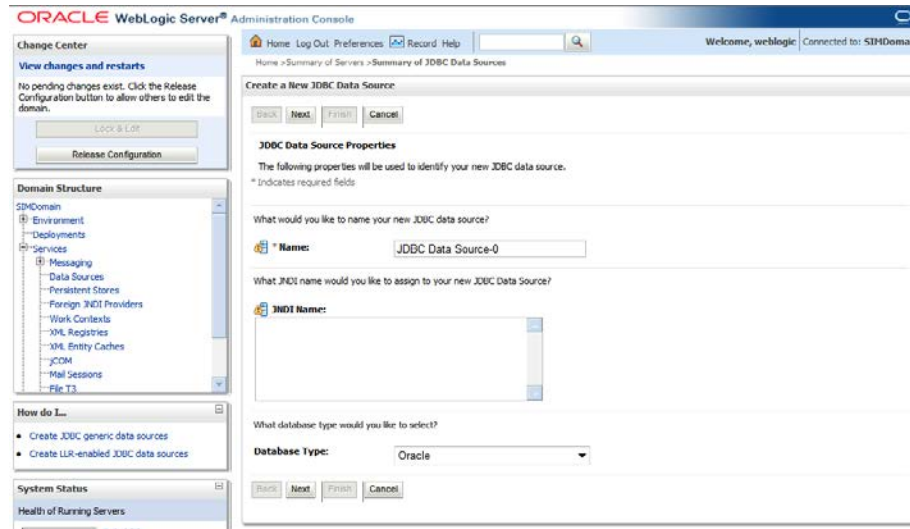 ORACLE WebLogic Server® Administration Console
Change Center
View changes and restarts
No pending changes exist. Click the Release
Configuration button to allow others to edit the
domain.
Lock & Edit
Release Configuration
Domain Structure
SIMDomain
Environment
Deployments
Services
Messaging
Data Sources
Persistent Stores
Foreign JNDI Providers
Work Contexts
XML Registries
XML Entity Caches
jCOM
Mail Sessions
File T3
How do I...
Create JDBC generic data sources
Create LLR-enabled JDBC data sources
System Status
Health of Running Servers
Home Log Out Preferences Record Help
Welcome, weblogic Connected to: SIMDoma
Home >Summary of Servers >Summary of JDBC Data Sources
Create a New JDBC Data Source
Back Next Finish Cancel
JDBC Data Source Properties
The following properties will be used to identify your new JDBC data source.
* Indicates required fields
What would you like to name your new JDBC data source?
* Name: JDBC Data Source-0
What JNDI name would you like to assign to your new JDBC Data Source?
JNDI Name:
What database type would you like to select?
Database Type: Oracle
Back Next Finish Cancel